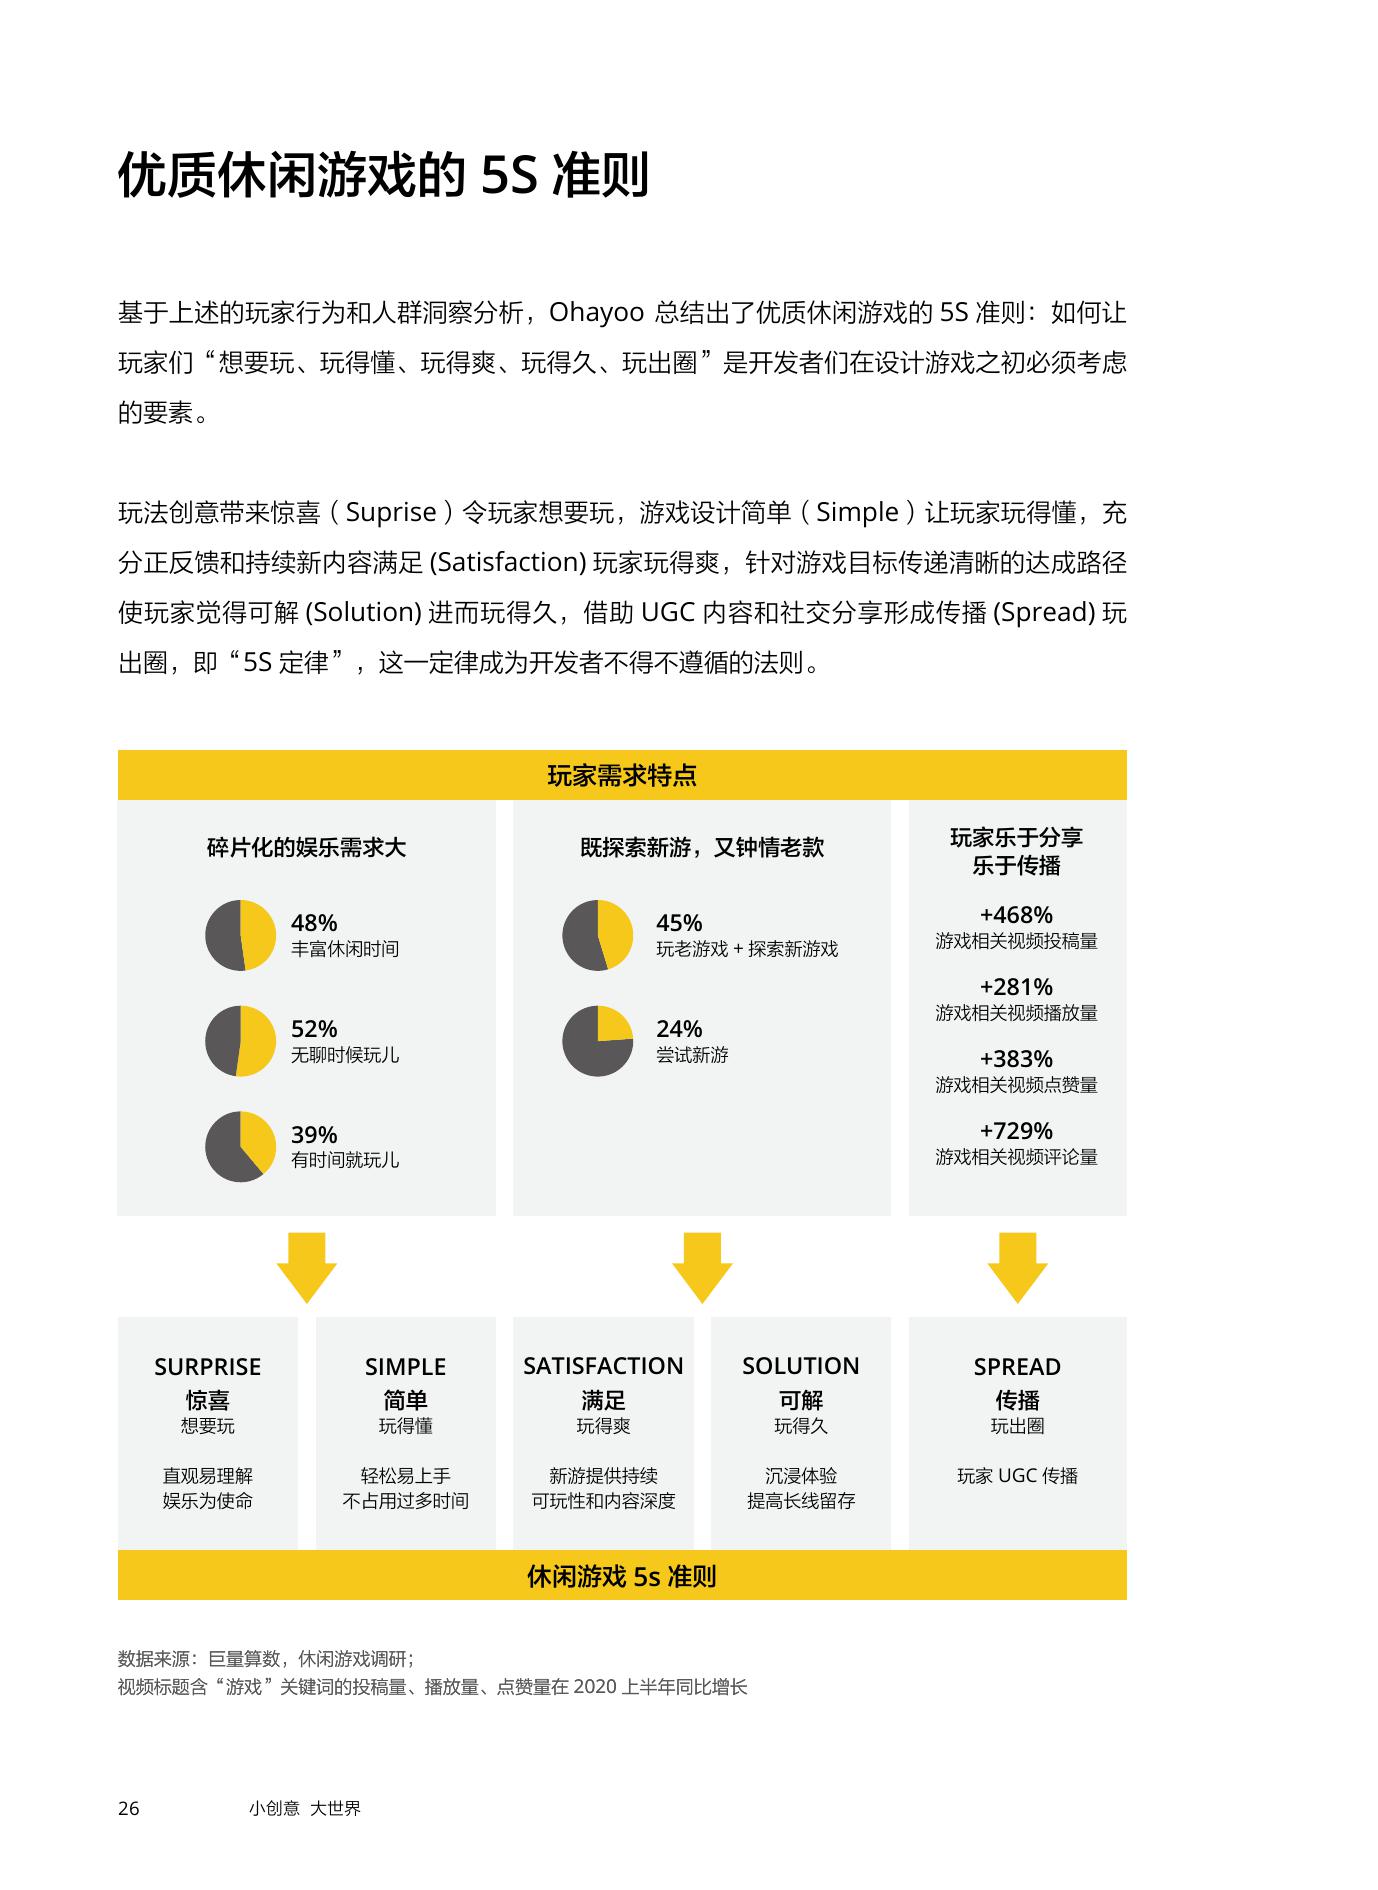 优质休闲游戏的 5S 准则
基于上述的玩家行为和人群洞察分析，Ohayoo 总结出了优质休闲游戏的 5S 准则：如何让
玩家们“想要玩、玩得懂、玩得爽、玩得久、玩出圈”是开发者们在设计游戏之初必须考虑
的要素。
玩法创意带来惊喜（Suprise）令玩家想要玩，游戏设计简单（Simple）让玩家玩得懂，充
分正反馈和持续新内容满足 (Satisfaction) 玩家玩得爽，针对游戏目标传递清晰的达成路径
使玩家觉得可解 (Solution) 进而玩得久，借助 UGC 内容和社交分享形成传播 (Spread) 玩
出圈，即“5S 定律”，这一定律成为开发者不得不遵循的法则。
玩家需求特点
碎片化的娱乐需求大
48%
丰富休闲时间
52%
无聊时候玩儿
39%
有时间就玩儿
既探索新游，又钟情老款
45%
玩老游戏 + 探索新游戏
24%
尝试新游
玩家乐于分享
乐于传播
+468%
游戏相关视频投稿量
+281%
游戏相关视频播放量
+383%
游戏相关视频点赞量
+729%
游戏相关视频评论量
SURPRISE
惊喜
想要玩
直观易理解
娱乐为使命
SIMPLE
简单
玩得懂
轻松易上手
不占用过多时间
SATISFACTION
满足
玩得爽
新游提供持续
可玩性和内容深度
SOLUTION
可解
玩得久
沉浸体验
提高长线留存
SPREAD
传播
玩出圈
玩家 UGC 传播
休闲游戏 5s 准则
数据来源：巨量算数，休闲游戏调研；
视频标题含“游戏”关键词的投稿量、播放量、点赞量在 2020 上半年同比增长
26 小创意 大世界